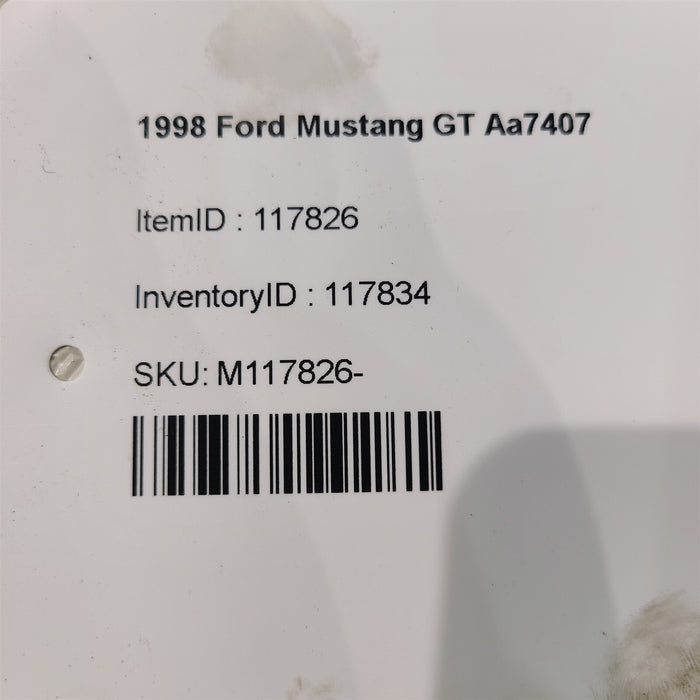 1998 Ford Mustang GT Aa7407
ItemID : 117826
InventoryID : 117834
SKU: M117826-